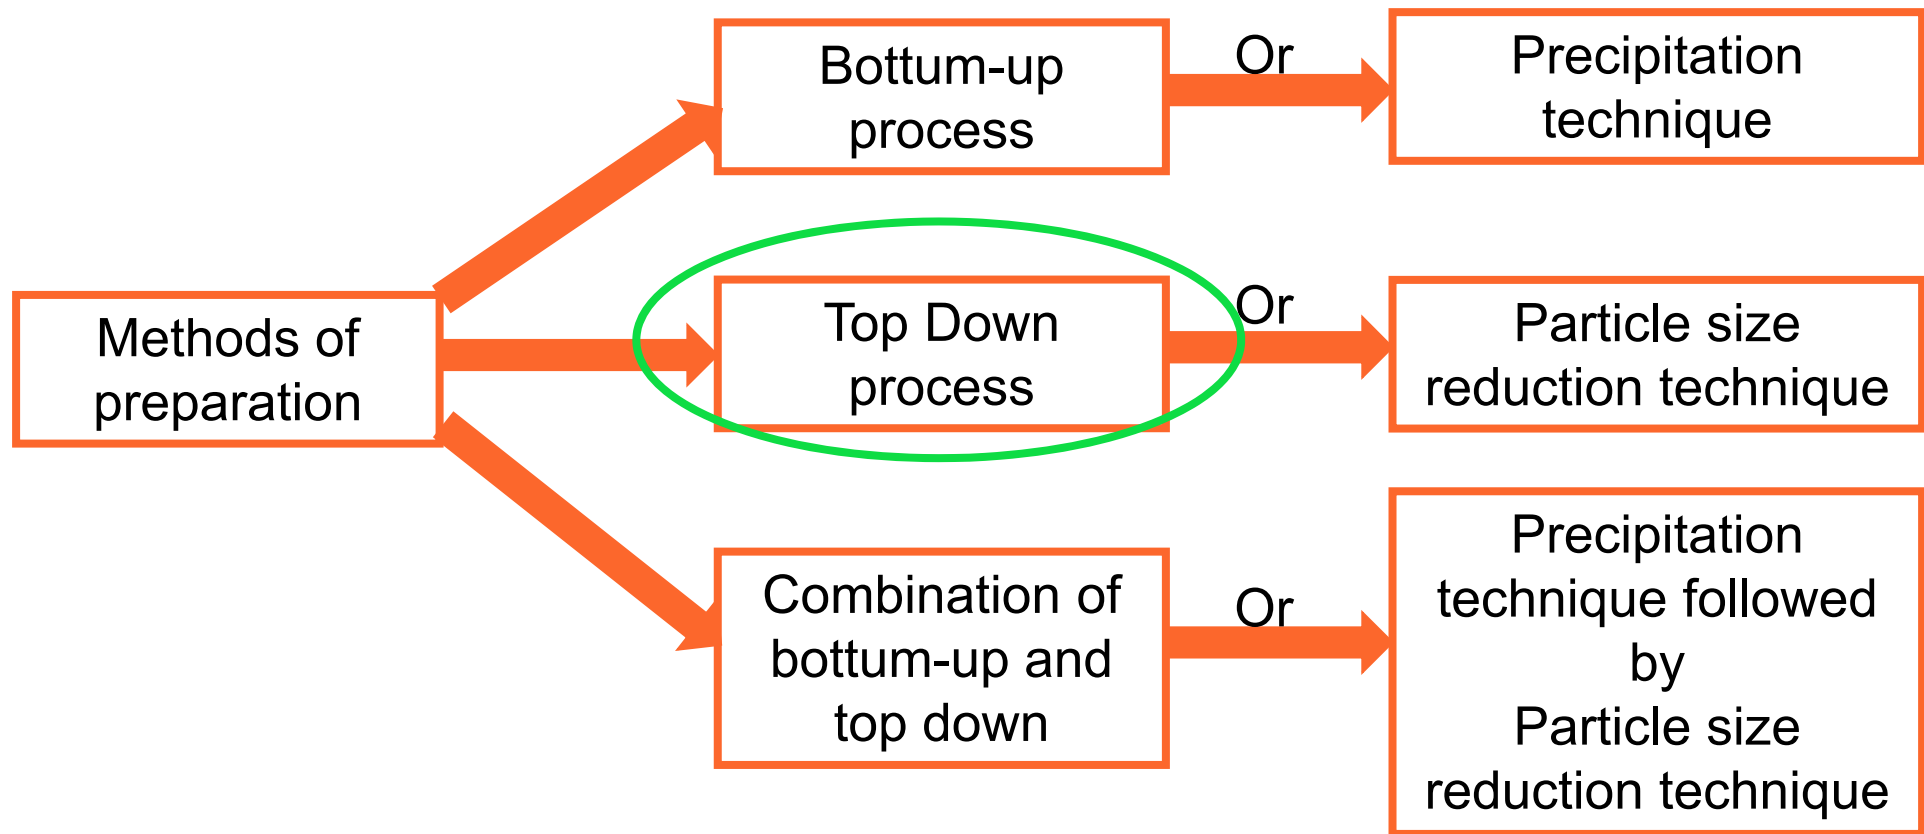 Methods of
preparation
Bottum-up
process
Or
Precipitation
technique
Top Down
process
Or
Particle size
reduction technique
Combination of
bottum-up and
top down
Or
Precipitation
technique followed
by
Particle size
reduction technique